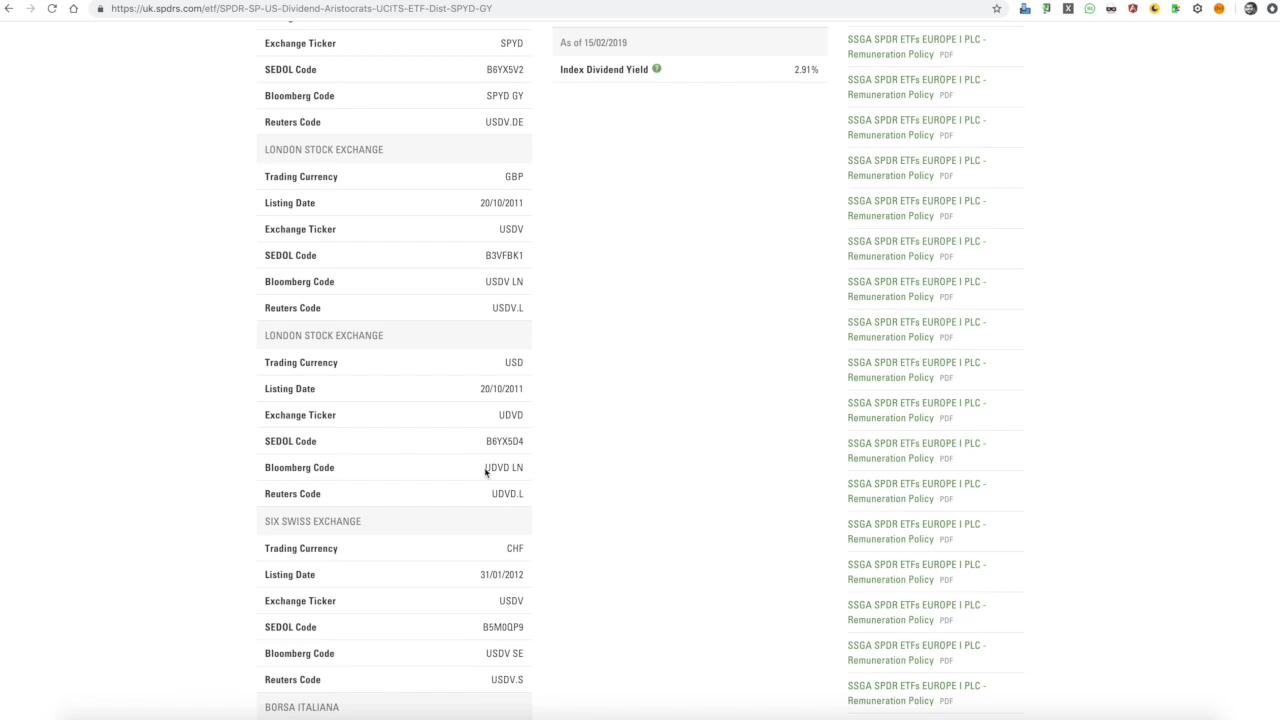 https://uk.spdrs.com/etf/SPDR-SP-US-Dividend-Aristocrats-UCITS-ETF-Dist-SPYD-GY
Exchange Ticker SPYD
SEDOL Code B6YX5V2
Bloomberg Code SPYD GY
Reuters Code USDV.DE
LONDON STOCK EXCHANGE
Trading Currency GBP
Listing Date 20/10/2011
Exchange Ticker USDV
SEDOL Code B3VFBK1
Bloomberg Code USDV LN
Reuters Code USDV.L
LONDON STOCK EXCHANGE
Trading Currency USD
Listing Date 20/10/2011
Exchange Ticker UDVD
SEDOL Code B6YX5D4
Bloomberg Code UDVD LN
Reuters Code UDVD.L
SIX SWISS EXCHANGE
Trading Currency CHF
Listing Date 31/01/2012
Exchange Ticker USDV
SEDOL Code B5M0QP9
Bloomberg Code USDV SE
Reuters Code USDV.S
BORSA ITALIANA
As of 15/02/2019
Index Dividend Yield ? 2.91%
SSGA SPDR ETFs EUROPE I PLC -
Remuneration Policy PDF
SSGA SPDR ETFs EUROPE I PLC -
Remuneration Policy PDF
SSGA SPDR ETFs EUROPE I PLC -
Remuneration Policy PDF
SSGA SPDR ETFs EUROPE I PLC -
Remuneration Policy PDF
SSGA SPDR ETFs EUROPE I PLC -
Remuneration Policy PDF
SSGA SPDR ETFs EUROPE I PLC -
Remuneration Policy PDF
SSGA SPDR ETFs EUROPE I PLC -
Remuneration Policy PDF
SSGA SPDR ETFs EUROPE I PLC -
Remuneration Policy PDF
SSGA SPDR ETFs EUROPE I PLC -
Remuneration Policy PDF
SSGA SPDR ETFs EUROPE I PLC -
Remuneration Policy PDF
SSGA SPDR ETFs EUROPE I PLC -
Remuneration Policy PDF
SSGA SPDR ETFs EUROPE I PLC -
Remuneration Policy PDF
SSGA SPDR ETFs EUROPE I PLC -
Remuneration Policy PDF
SSGA SPDR ETFs EUROPE I PLC -
Remuneration Policy PDF
SSGA SPDR ETFs EUROPE I PLC -
Remuneration Policy PDF
SSGA SPDR ETFs EUROPE I PLC -
Remuneration Policy PDF
SSGA SPDR ETFs EUROPE I PLC -
Remuneration Policy PDF